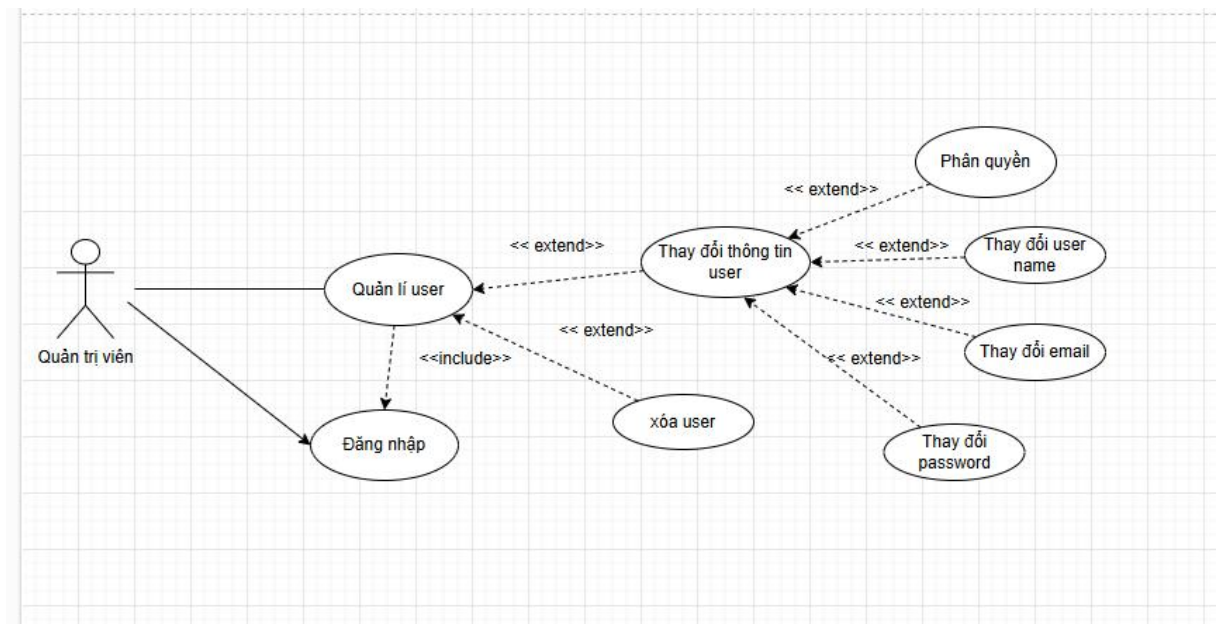 Phân quyền
<< extend>>
<< extend>>
Thay đổi thông tin
user
<< extend>>
Thay đổi user
name
Quản lí user
<< extend>>
Quản trị viên
<<include>>
<< extend>>
<< extend>>
Thay đổi email
xóa user
Đăng nhập
Thay đổi
password